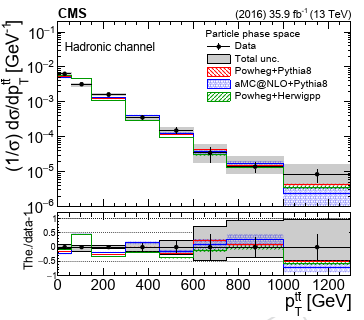 CMS (2016) 35.9 fb⁻¹ (13 TeV)
(1/σ) dσ/dp_T^tt̄ [GeV⁻¹]
Hadronic channel
Particle phase space
Data
Total unc.
Powheg+Pythia8
aMC@NLO+Pythia8
Powheg+Herwigpp
10⁻¹
10⁻²
10⁻³
10⁻⁴
10⁻⁵
10⁻⁶
The./data-1
1
0.5
0
−0.5
−1
0 200 400 600 800 1000 1200
p_T^tt̄ [GeV]